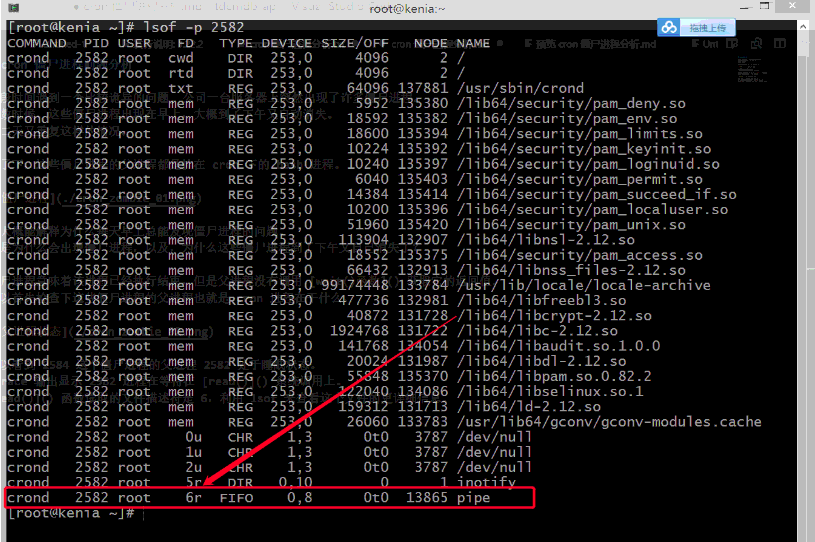 root@kenia:~
拖拽上传
[root@kenia ~]# lsof -p 2582
COMMAND PID USER FD TYPE DEVICE SIZE/OFF NODE NAME
crond 2582 root cwd DIR 253,0 4096 2 /
crond 2582 root rtd DIR 253,0 4096 2 /
crond 2582 root txt REG 253,0 64096 137881 /usr/sbin/crond
crond 2582 root mem REG 253,0 5952 135380 /lib64/security/pam_deny.so
crond 2582 root mem REG 253,0 18592 135382 /lib64/security/pam_env.so
crond 2582 root mem REG 253,0 18600 135394 /lib64/security/pam_limits.so
crond 2582 root mem REG 253,0 10224 135392 /lib64/security/pam_keyinit.so
crond 2582 root mem REG 253,0 10240 135397 /lib64/security/pam_loginuid.so
crond 2582 root mem REG 253,0 6040 135403 /lib64/security/pam_permit.so
crond 2582 root mem REG 253,0 14384 135414 /lib64/security/pam_succeed_if.so
crond 2582 root mem REG 253,0 10200 135396 /lib64/security/pam_localuser.so
crond 2582 root mem REG 253,0 51960 135420 /lib64/security/pam_unix.so
crond 2582 root mem REG 253,0 113904 132907 /lib64/libnsl-2.12.so
crond 2582 root mem REG 253,0 18552 135375 /lib64/security/pam_access.so
crond 2582 root mem REG 253,0 66432 132913 /lib64/libnss_files-2.12.so
crond 2582 root mem REG 253,0 99174448 /usr/lib/locale/locale-archive
crond 2582 root mem REG 253,0 477736 132981 /lib64/libfreebl3.so
crond 2582 root mem REG 253,0 40872 131728 /lib64/libcrypt-2.12.so
crond 2582 root mem REG 253,0 1924768 131722 /lib64/libc-2.12.so
crond 2582 root mem REG 253,0 141768 134054 /lib64/libaudit.so.1.0.0
crond 2582 root mem REG 253,0 20024 131987 /lib64/libdl-2.12.so
crond 2582 root mem REG 253,0 55848 135370 /lib64/libpam.so.0.82.2
crond 2582 root mem REG 253,0 122040 134086 /lib64/libselinux.so.1
crond 2582 root mem REG 253,0 159312 131713 /lib64/ld-2.12.so
crond 2582 root mem REG 253,0 26060 133783 /usr/lib64/gconv/gconv-modules.cache
crond 2582 root 0u CHR 1,3 0t0 3787 /dev/null
crond 2582 root 1u CHR 1,3 0t0 3787 /dev/null
crond 2582 root 2u CHR 1,3 0t0 3787 /dev/null
crond 2582 root 5r DIR 0,10 0 1 inotify
crond 2582 root 6r FIFO 0,8 0t0 13865 pipe
[root@kenia ~]#